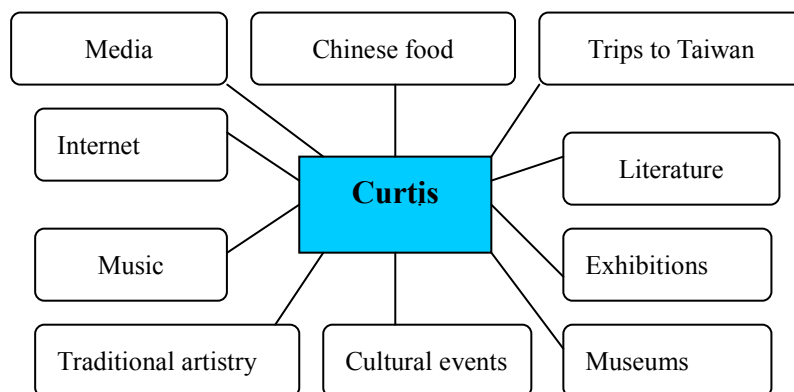 Media
Chinese food
Trips to Taiwan
Internet
Literature
Curtis
Music
Exhibitions
Traditional artistry
Cultural events
Museums